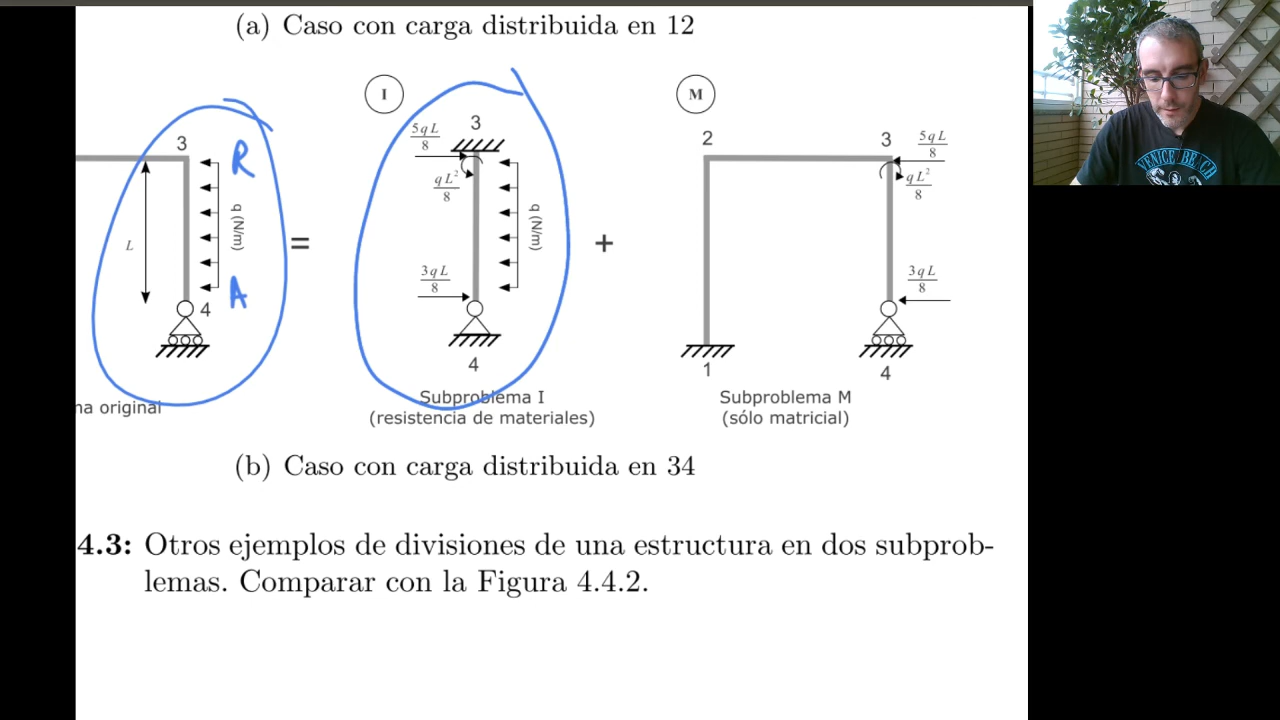 (a) Caso con carga distribuida en 12
I
M
3
R
L
q (N/m)
A
4
=
5qL
8
3
qL²
8
q (N/m)
3qL
8
4
+
2
3
5qL
8
qL²
8
3qL
8
1
4
na original
Subproblema I
(resistencia de materiales)
Subproblema M
(sólo matricial)
(b) Caso con carga distribuida en 34
4.3: Otros ejemplos de divisiones de una estructura en dos subprob-
lemas. Comparar con la Figura 4.4.2.
VENICE BEACH